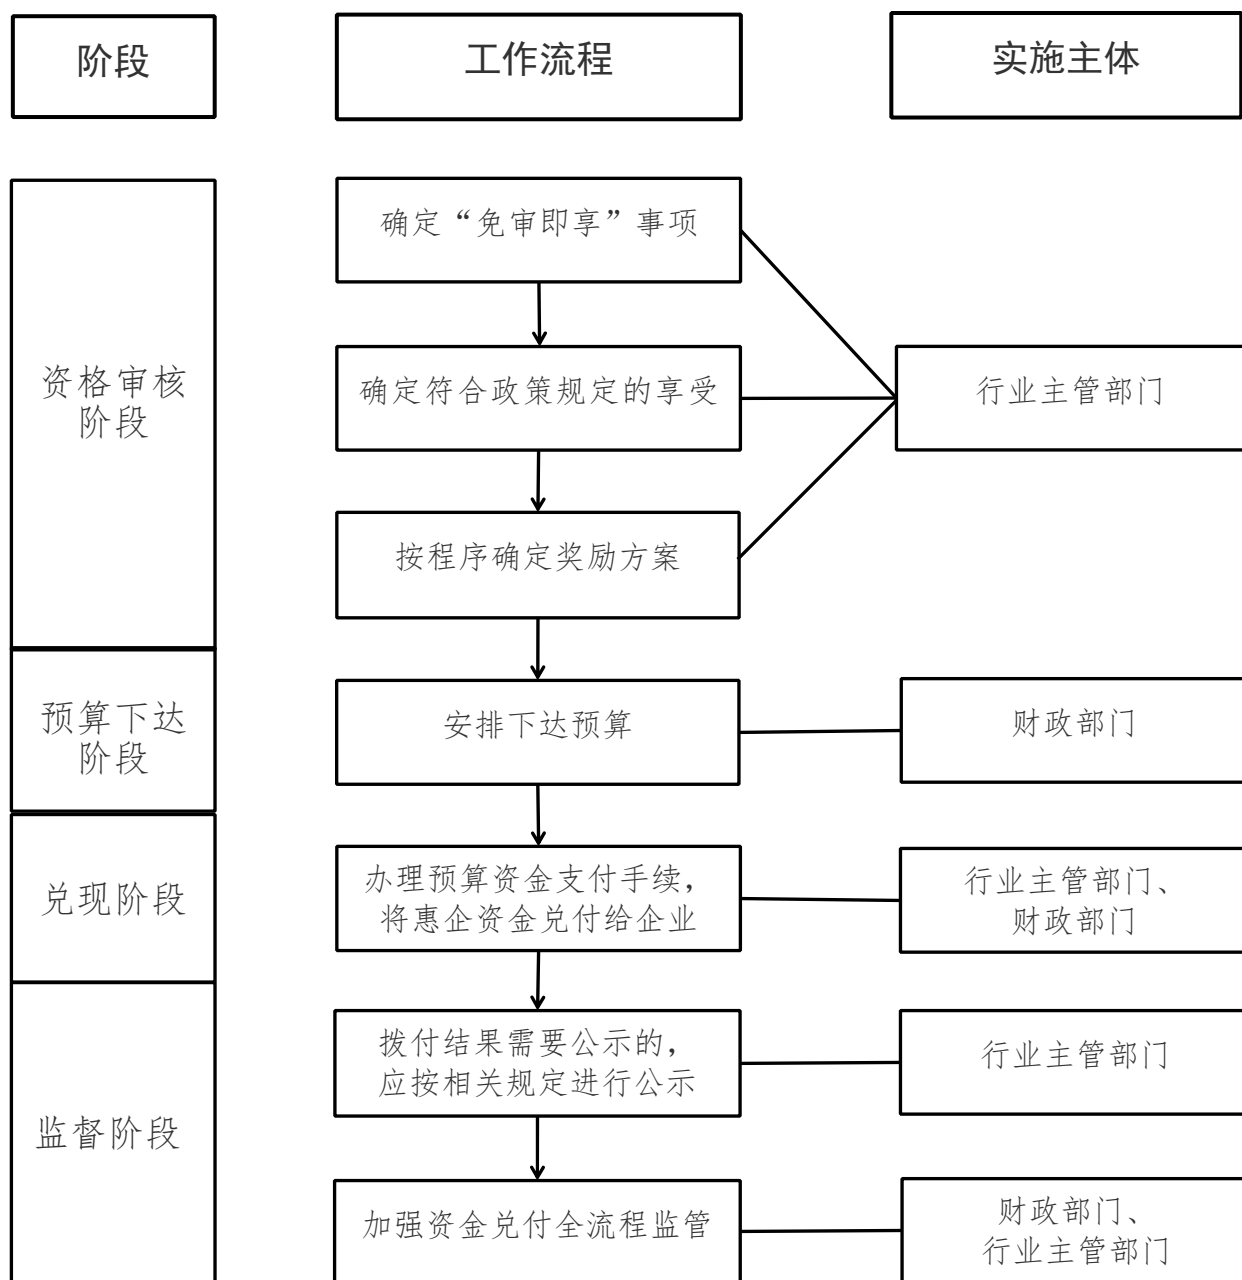 阶段
工作流程
实施主体
资格审核
阶段
确定“免审即享”事项
确定符合政策规定的享受
按程序确定奖励方案
行业主管部门
预算下达
阶段
安排下达预算
财政部门
兑现阶段
办理预算资金支付手续，
将惠企资金兑付给企业
行业主管部门、
财政部门
监督阶段
拨付结果需要公示的，
应按相关规定进行公示
行业主管部门
加强资金兑付全流程监管
财政部门、
行业主管部门